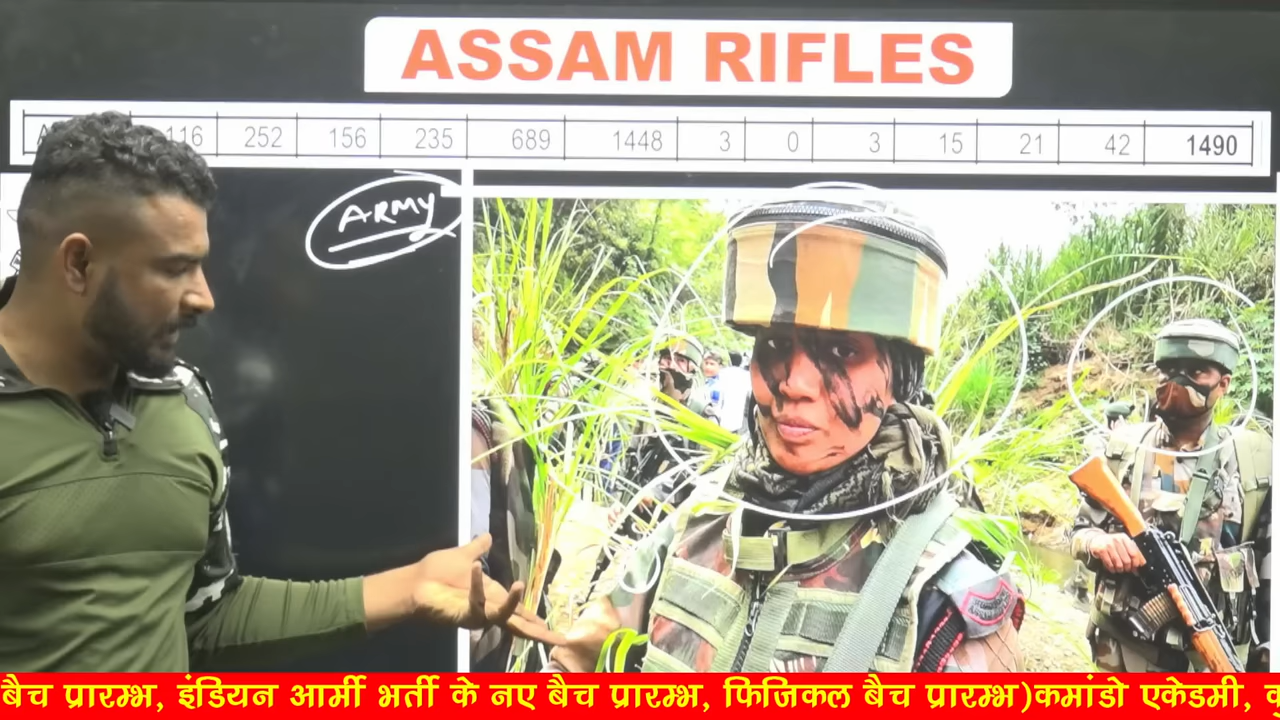 ASSAM RIFLES
116 252 156 235 689 1448 3 0 3 15 21 42 1490
ARMY
बैच प्रारम्भ, इंडियन आर्मी भर्ती के नए बैच प्रारम्भ, फिजिकल बैच प्रारम्भ)कमांडो एकेडमी,